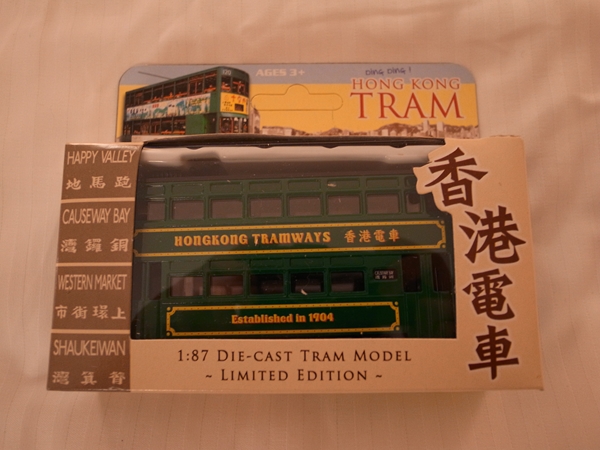 AGES 3+
DING DING !
HONG KONG
TRAM
HAPPY VALLEY
跑馬地
CAUSEWAY BAY
銅鑼灣
WESTERN MARKET
上環街市
SHAUKEIWAN
筲箕灣
HONGKONG TRAMWAYS 香港電車
Established in 1904
1:87 DIE-CAST TRAM MODEL
~ LIMITED EDITION ~
香港電車